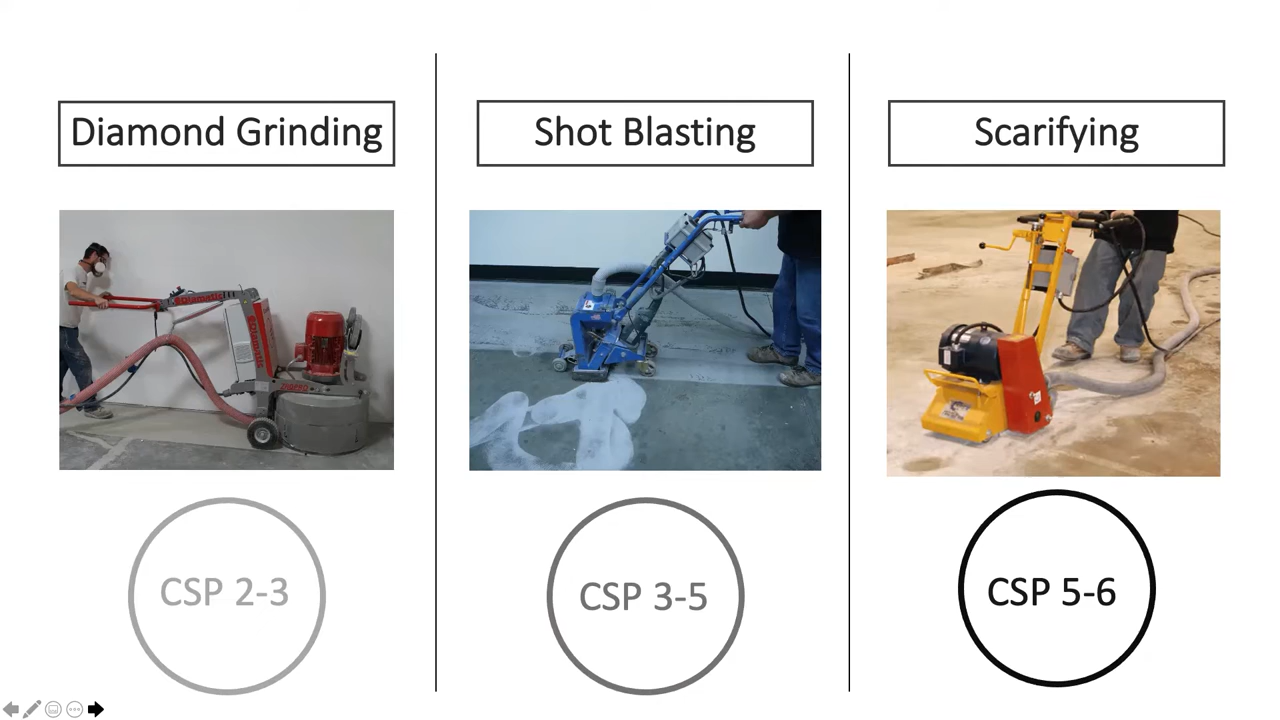 Diamond Grinding
Shot Blasting
Scarifying
CSP 2-3
CSP 3-5
CSP 5-6